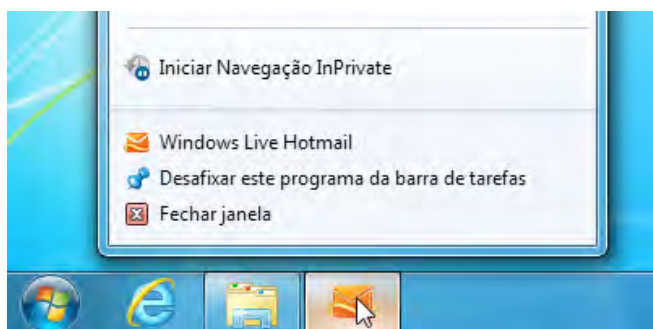 Iniciar Navegação InPrivate
Windows Live Hotmail
Desafixar este programa da barra de tarefas
Fechar janela